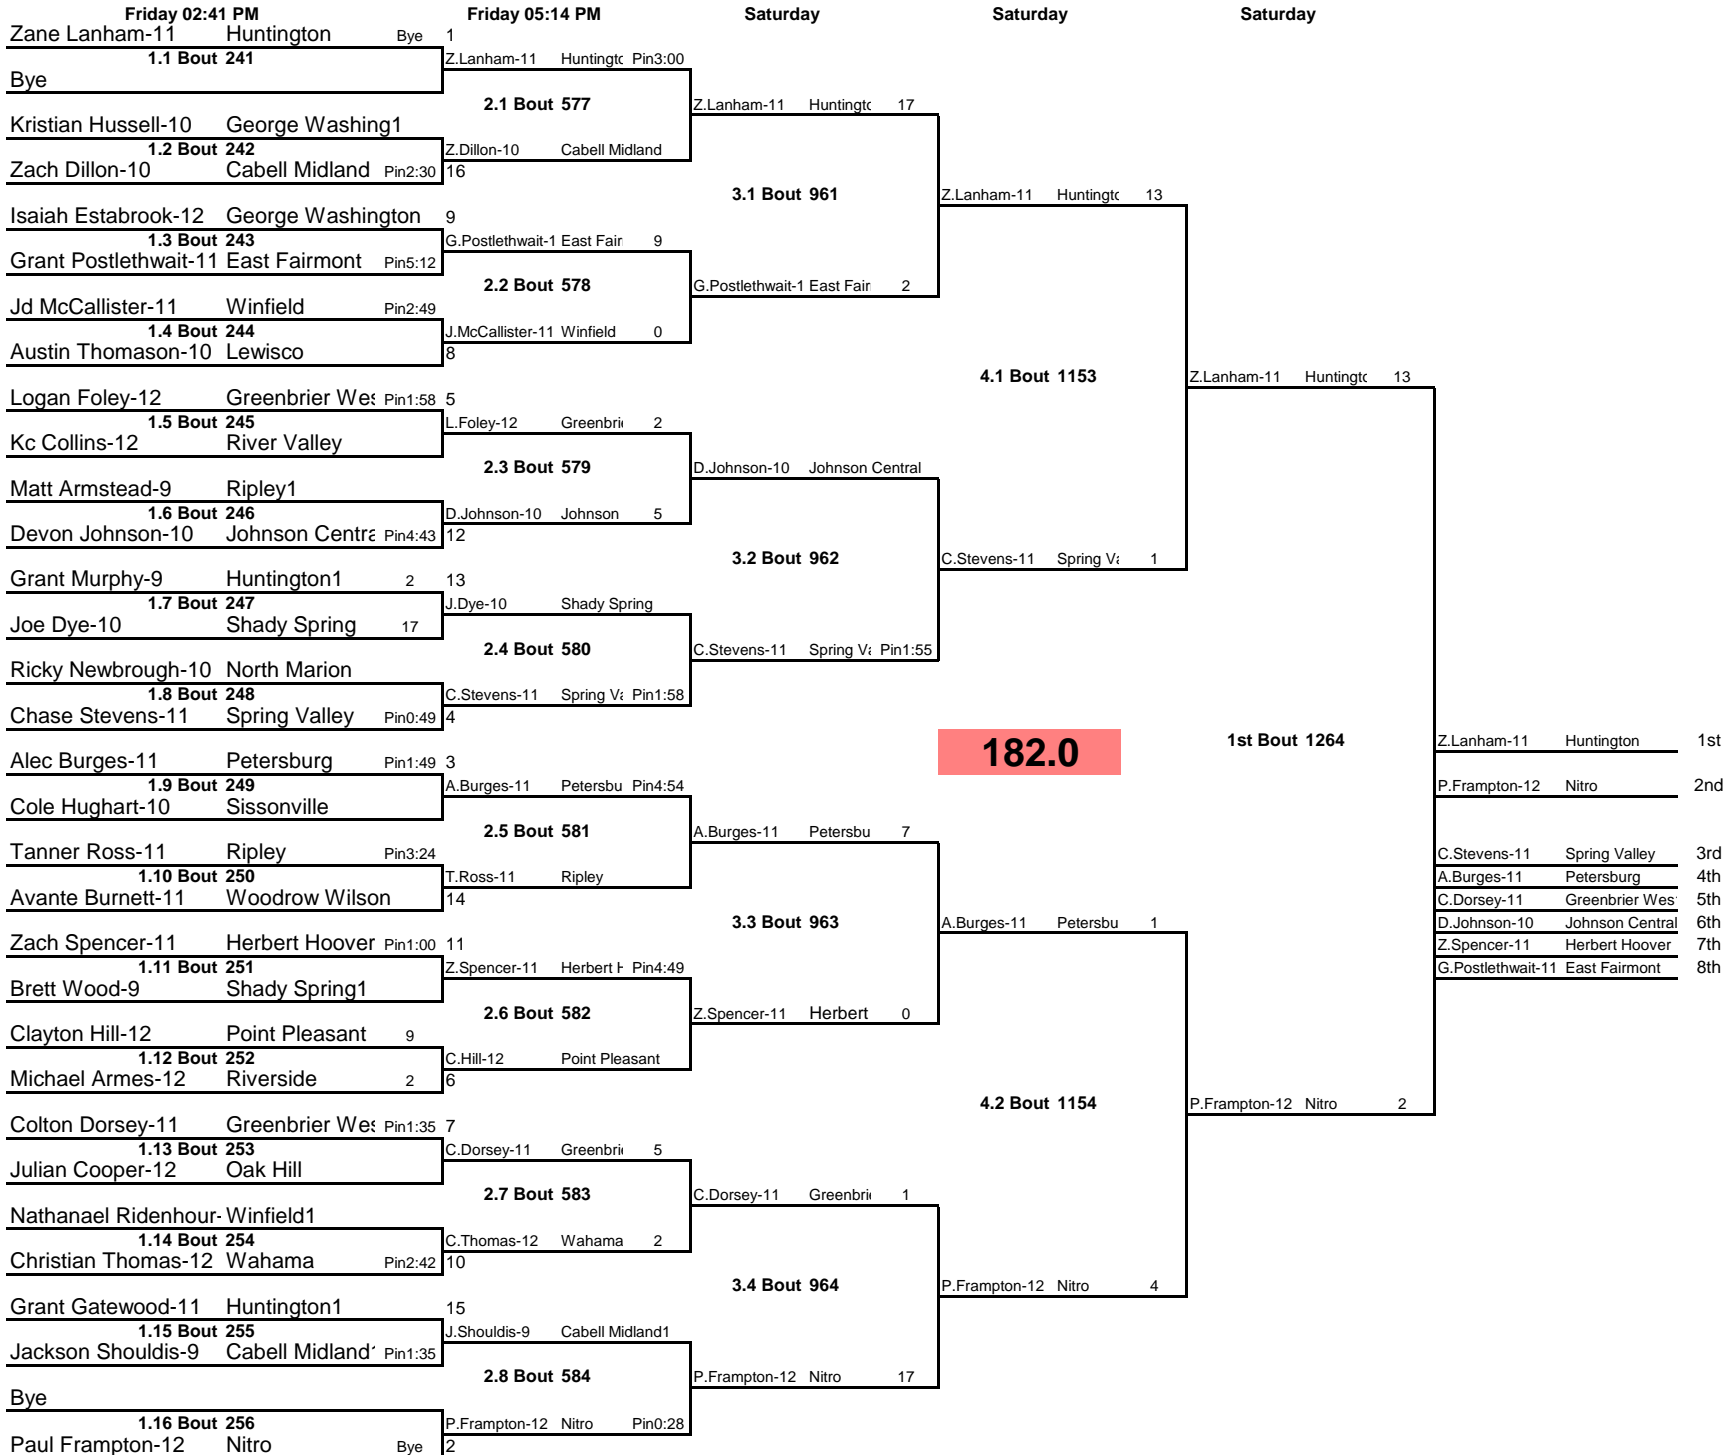 Friday 02:41 PM Friday 05:14 PM Saturday Saturday Saturday
Zane Lanham-11 Huntington Bye 1
1.1 Bout 241 Z.Lanham-11 Huntingtc Pin3:00
Bye
2.1 Bout 577 Z.Lanham-11 Huntingtc 17
Kristian Hussell-10 George Washing1
1.2 Bout 242 Z.Dillon-10 Cabell Midland
Zach Dillon-10 Cabell Midland Pin2:30 16
3.1 Bout 961 Z.Lanham-11 Huntingtc 13
Isaiah Estabrook-12 George Washington 9
1.3 Bout 243 G.Postlethwait-1 East Fair 9
Grant Postlethwait-11 East Fairmont Pin5:12
2.2 Bout 578 G.Postlethwait-1 East Fair 2
Jd McCallister-11 Winfield Pin2:49
1.4 Bout 244 J.McCallister-11 Winfield 0
Austin Thomason-10 Lewisco 8
4.1 Bout 1153 Z.Lanham-11 Huntingtc 13
Logan Foley-12 Greenbrier Wes Pin1:58 5
1.5 Bout 245 L.Foley-12 Greenbri 2
Kc Collins-12 River Valley
2.3 Bout 579 D.Johnson-10 Johnson Central
Matt Armstead-9 Ripley1
1.6 Bout 246 D.Johnson-10 Johnson 5
Devon Johnson-10 Johnson Centra Pin4:43 12
3.2 Bout 962 C.Stevens-11 Spring Va 1
Grant Murphy-9 Huntington1 2 13
1.7 Bout 247 J.Dye-10 Shady Spring
Joe Dye-10 Shady Spring 17
2.4 Bout 580 C.Stevens-11 Spring Va Pin1:55
Ricky Newbrough-10 North Marion
1.8 Bout 248 C.Stevens-11 Spring Va Pin1:58
Chase Stevens-11 Spring Valley Pin0:49 4
182.0 1st Bout 1264 Z.Lanham-11 Huntington 1st
Alec Burges-11 Petersburg Pin1:49 3
1.9 Bout 249 A.Burges-11 Petersbu Pin4:54 P.Frampton-12 Nitro 2nd
Cole Hughart-10 Sissonville
2.5 Bout 581 A.Burges-11 Petersbu 7
Tanner Ross-11 Ripley Pin3:24 C.Stevens-11 Spring Valley 3rd
1.10 Bout 250 T.Ross-11 Ripley A.Burges-11 Petersburg 4th
Avante Burnett-11 Woodrow Wilson 14 C.Dorsey-11 Greenbrier Wes 5th
3.3 Bout 963 A.Burges-11 Petersbu 1 D.Johnson-10 Johnson Central 6th
Zach Spencer-11 Herbert Hoover Pin1:00 11 Z.Spencer-11 Herbert Hoover 7th
1.11 Bout 251 Z.Spencer-11 Herbert H Pin4:49 G.Postlethwait-11 East Fairmont 8th
Brett Wood-9 Shady Spring1
2.6 Bout 582 Z.Spencer-11 Herbert 0
Clayton Hill-12 Point Pleasant 9
1.12 Bout 252 C.Hill-12 Point Pleasant
Michael Armes-12 Riverside 2 6
4.2 Bout 1154 P.Frampton-12 Nitro 2
Colton Dorsey-11 Greenbrier Wes Pin1:35 7
1.13 Bout 253 C.Dorsey-11 Greenbri 5
Julian Cooper-12 Oak Hill
2.7 Bout 583 C.Dorsey-11 Greenbri 1
Nathanael Ridenhour- Winfield1
1.14 Bout 254 C.Thomas-12 Wahama 2
Christian Thomas-12 Wahama Pin2:42 10
3.4 Bout 964 P.Frampton-12 Nitro 4
Grant Gatewood-11 Huntington1 15
1.15 Bout 255 J.Shouldis-9 Cabell Midland1
Jackson Shouldis-9 Cabell Midland1 Pin1:35
2.8 Bout 584 P.Frampton-12 Nitro 17
Bye
1.16 Bout 256 P.Frampton-12 Nitro Pin0:28
Paul Frampton-12 Nitro Bye 2